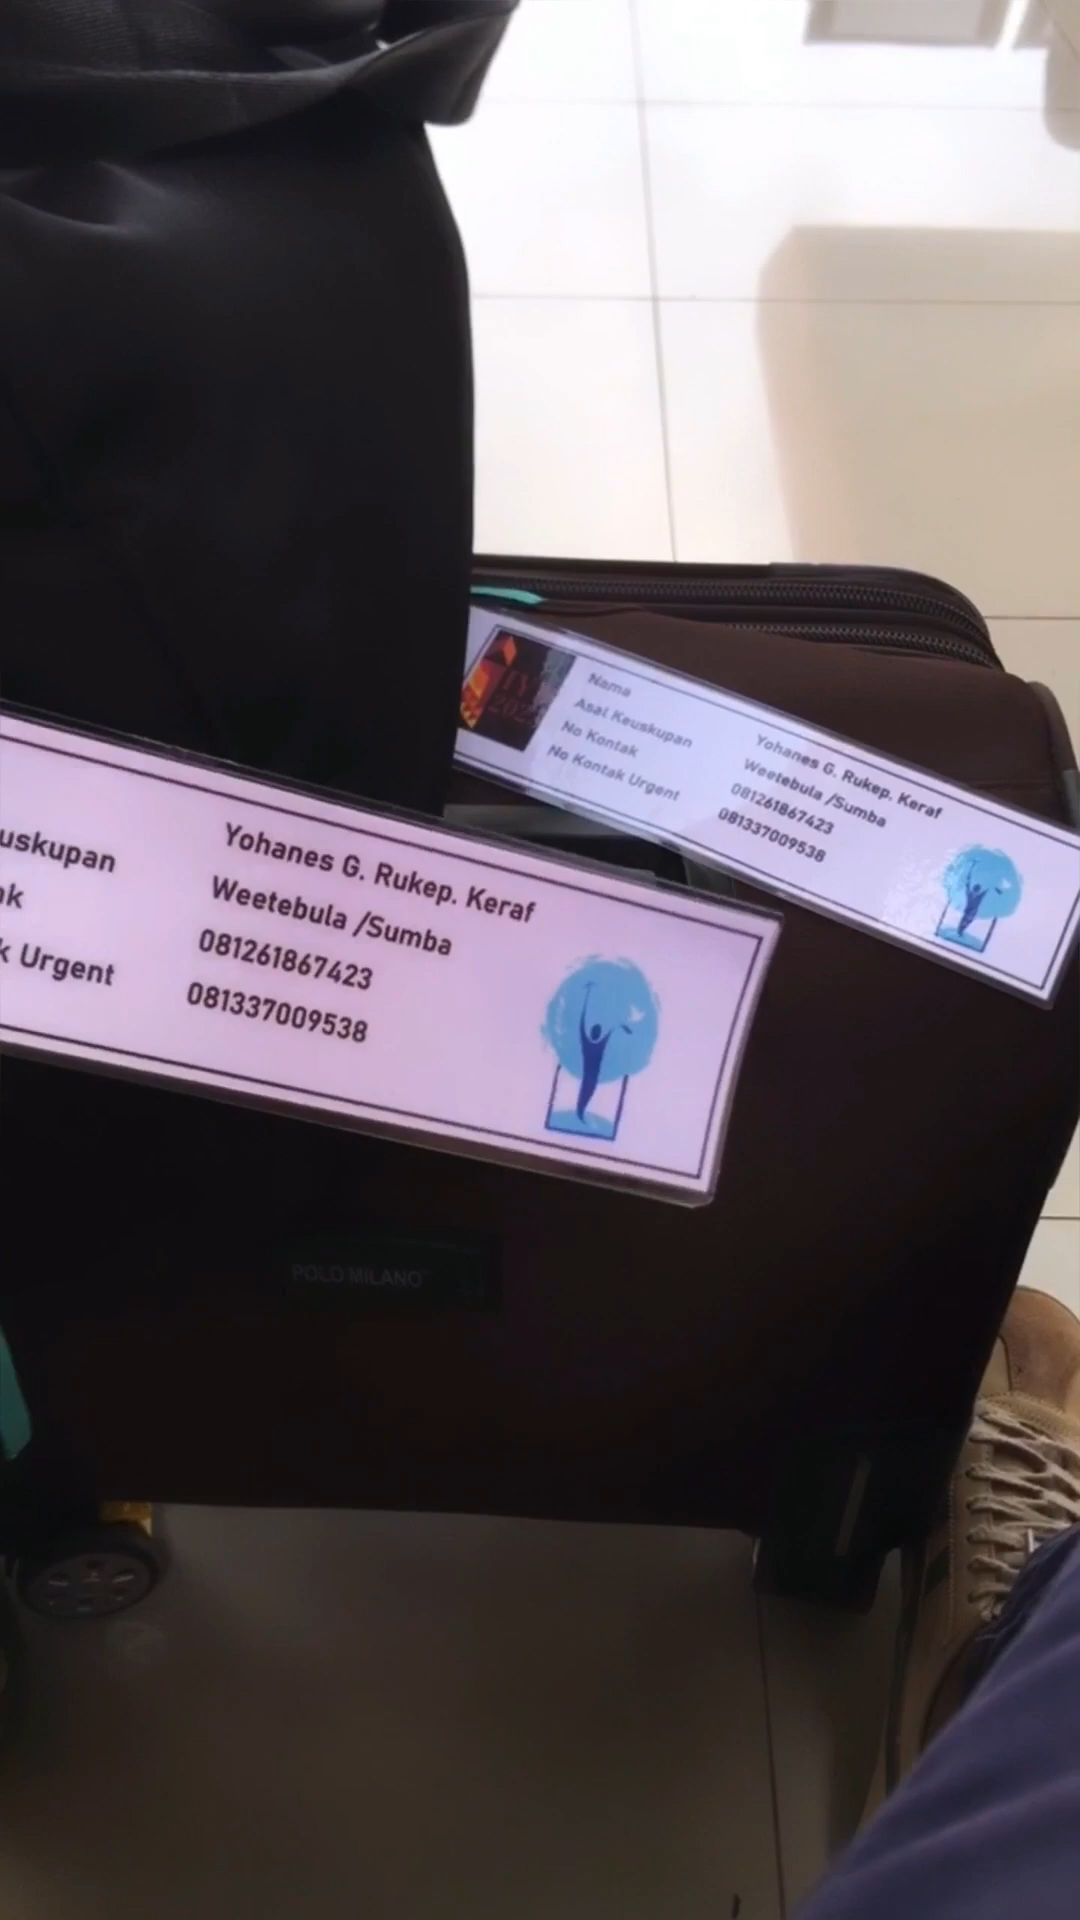 Nama
Asal Keuskupan
No Kontak
No Kontak Urgent
Yohanes G. Rukep. Keraf
Weetebula /Sumba
081261867423
081337009538
uskupan
ak
k Urgent
Yohanes G. Rukep. Keraf
Weetebula /Sumba
081261867423
081337009538
POLO MILANO